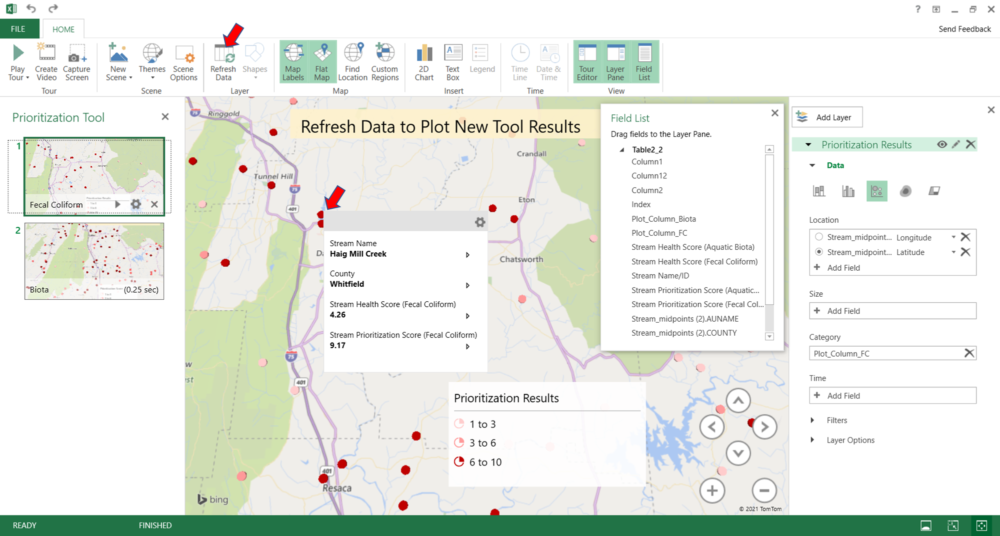 ?
FILE
HOME
Send Feedback
Play Tour
Create Video
Capture Screen
New Scene
Themes
Scene Options
Refresh Data
Shapes
Map Labels
Flat Map
Find Location
Custom Regions
2D Chart
Text Box
Legend
Time Line
Date & Time
Tour Editor
Layer Pane
Field List
Tour
Scene
Layer
Map
Insert
Time
View
Prioritization Tool
1
Fecal Coliform
2
Biota
(0.25 sec)
Refresh Data to Plot New Tool Results
75
Ringgold
Crandall
Tunnel Hill
75
401
Eton
Chatsworth
75
401
401
Resaca
Stream Name
Haig Mill Creek
County
Whitfield
Stream Health Score (Fecal Coliform)
4.26
Stream Prioritization Score (Fecal Coliform)
9.17
Prioritization Results
1 to 3
3 to 6
6 to 10
bing
© 2021 TomTom
Field List
Drag fields to the Layer Pane.
Table2_2
Column1
Column12
Column2
Index
Plot_Column_Biota
Plot_Column_FC
Stream Health Score (Aquatic Biota)
Stream Health Score (Fecal Coliform)
Stream Name/ID
Stream Prioritization Score (Aquatic...
Stream Prioritization Score (Fecal Col...
Stream_midpoints (2).AUNAME
Stream_midpoints (2).COUNTY
Add Layer
Prioritization Results
Data
Location
Stream_midpoint... Longitude
Stream_midpoint... Latitude
Add Field
Size
Add Field
Category
Plot_Column_FC
Time
Add Field
Filters
Layer Options
READY
FINISHED